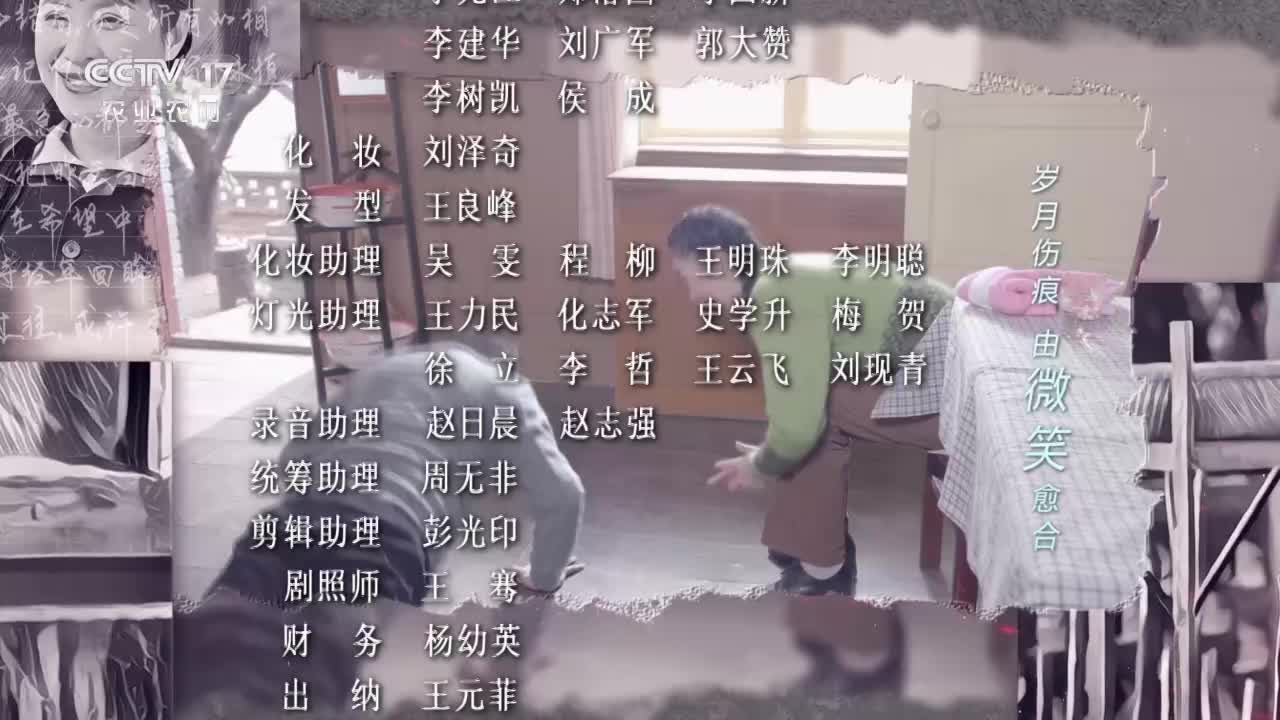 李建华 刘广军 郭大赞
CCTV 17
农业农村
李树凯 侯 成
化 妆 刘泽奇
发 型 王良峰
化妆助理 吴 雯 程 柳 王明珠 李明聪
灯光助理 王力民 化志军 史学升 梅 贺
徐 立 李 哲 王云飞 刘现青
录音助理 赵日晨 赵志强
统筹助理 周无非
剪辑助理 彭光印
剧照师 王 骞
财 务 杨幼英
出 纳 王元菲
岁月伤痕 由微笑愈合